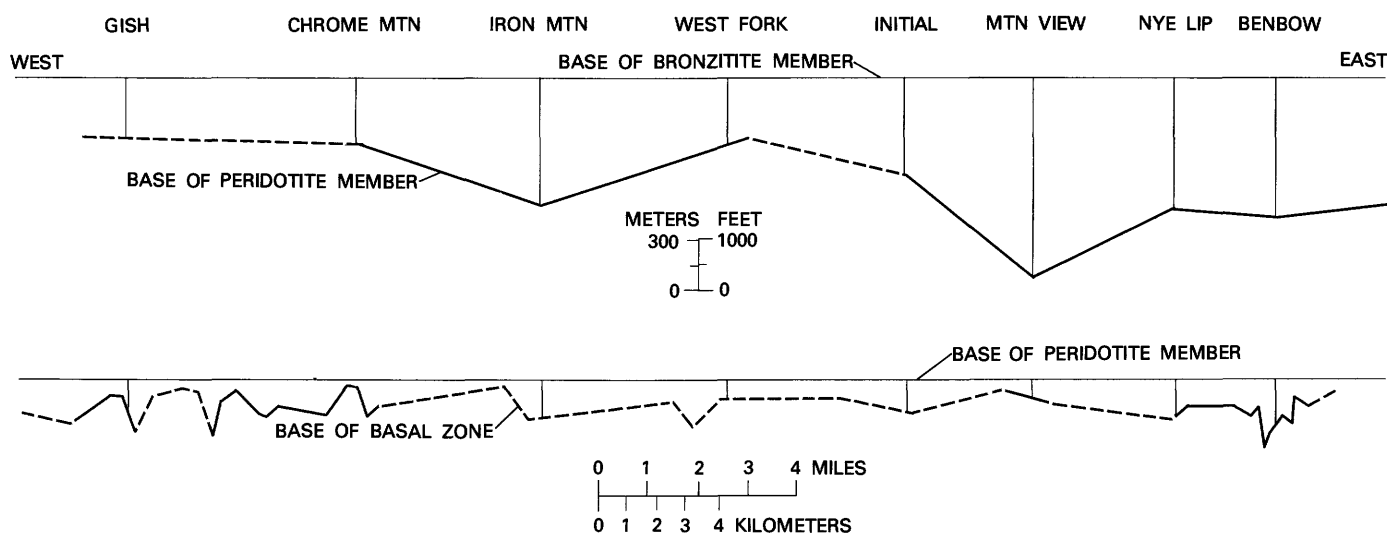 GISH CHROME MTN IRON MTN WEST FORK INITIAL MTN VIEW NYE LIP BENBOW
WEST BASE OF BRONZITITE MEMBER EAST
BASE OF PERIDOTITE MEMBER
METERS FEET
300 1000
0 0
BASE OF PERIDOTITE MEMBER
BASE OF BASAL ZONE
0 1 2 3 4 MILES
0 1 2 3 4 KILOMETERS